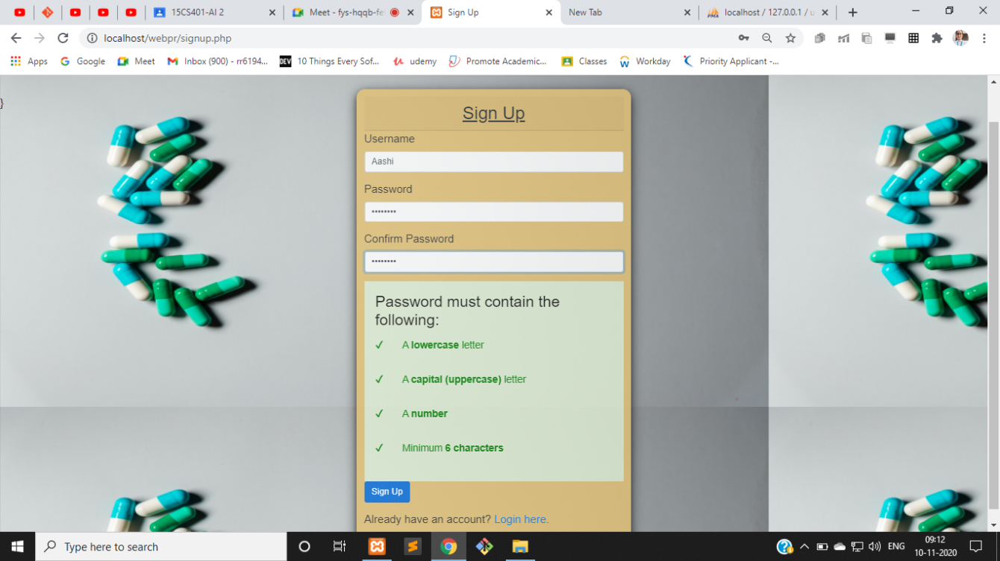 15CS401-AI 2
Meet - fys-hqqb-fe
Sign Up
New Tab
localhost / 127.0.0.1 / u
localhost/webpr/signup.php
Apps
Google
Meet
Inbox (900) - rr6194...
DEV
10 Things Every Sof...
udemy
Promote Academic...
Classes
Workday
Priority Applicant -...
}
Sign Up
Username
Aashi
Password
••••••••
Confirm Password
••••••••
Password must contain the
following:
✓ A lowercase letter
✓ A capital (uppercase) letter
✓ A number
✓ Minimum 6 characters
Sign Up
Already have an account? Login here.
Type here to search
ENG
09:12
10-11-2020